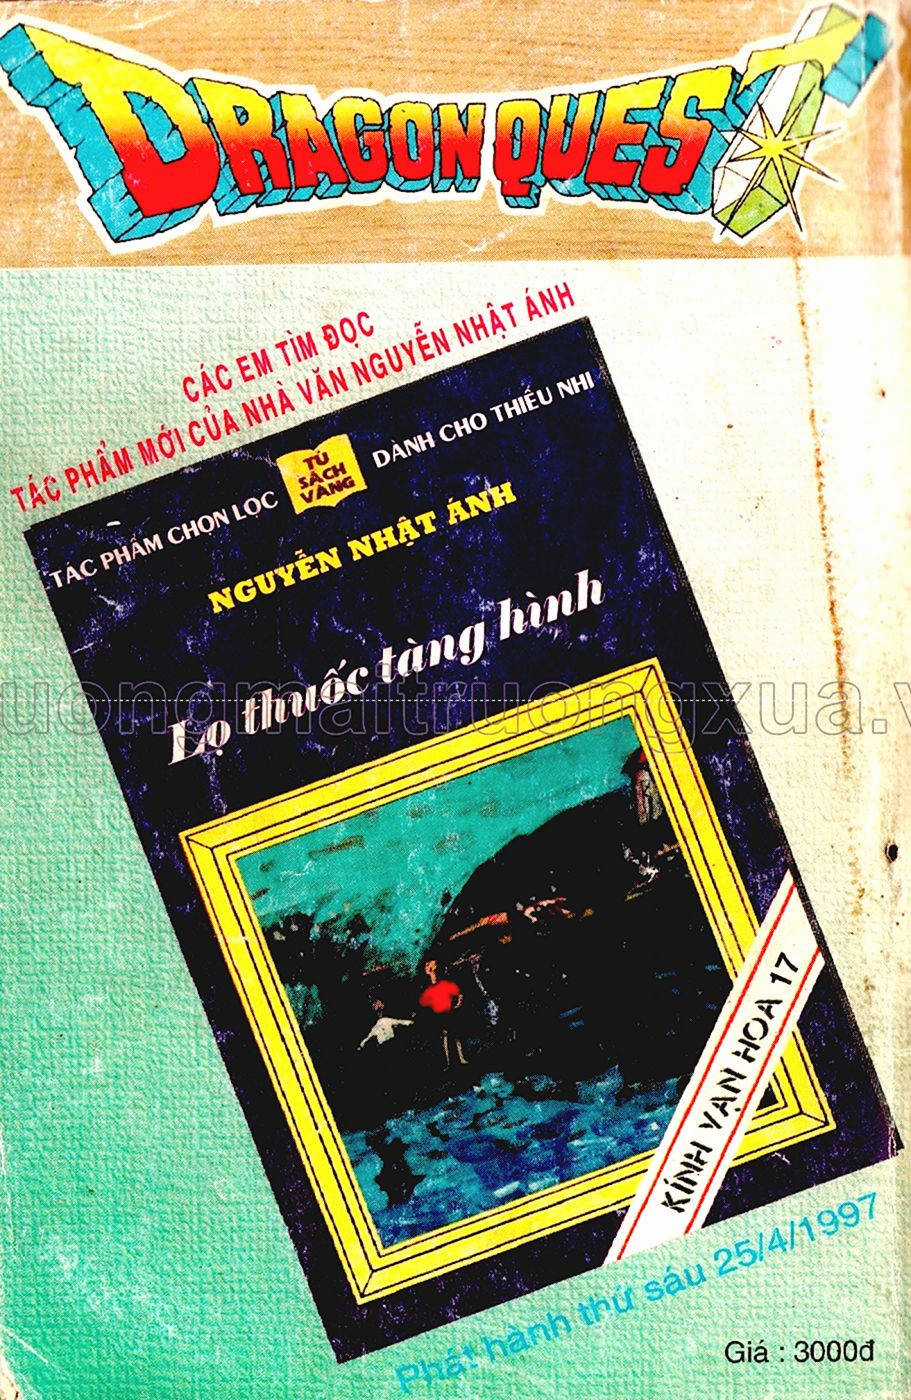 DRAGON QUEST
CÁC EM TÌM ĐỌC
TÁC PHẨM MỚI CỦA NHÀ VĂN NGUYỄN NHẬT ÁNH
TÁC PHẨM CHỌN LỌC
TỦ
SÁCH
VÀNG
DÀNH CHO THIẾU NHI
NGUYỄN NHẬT ÁNH
Lọ thuốc tàng hình
uongmaitruongxua.v
KÍNH VẠN HOA 17
Phát hành thứ sáu 25/4/1997
Giá : 3000đ